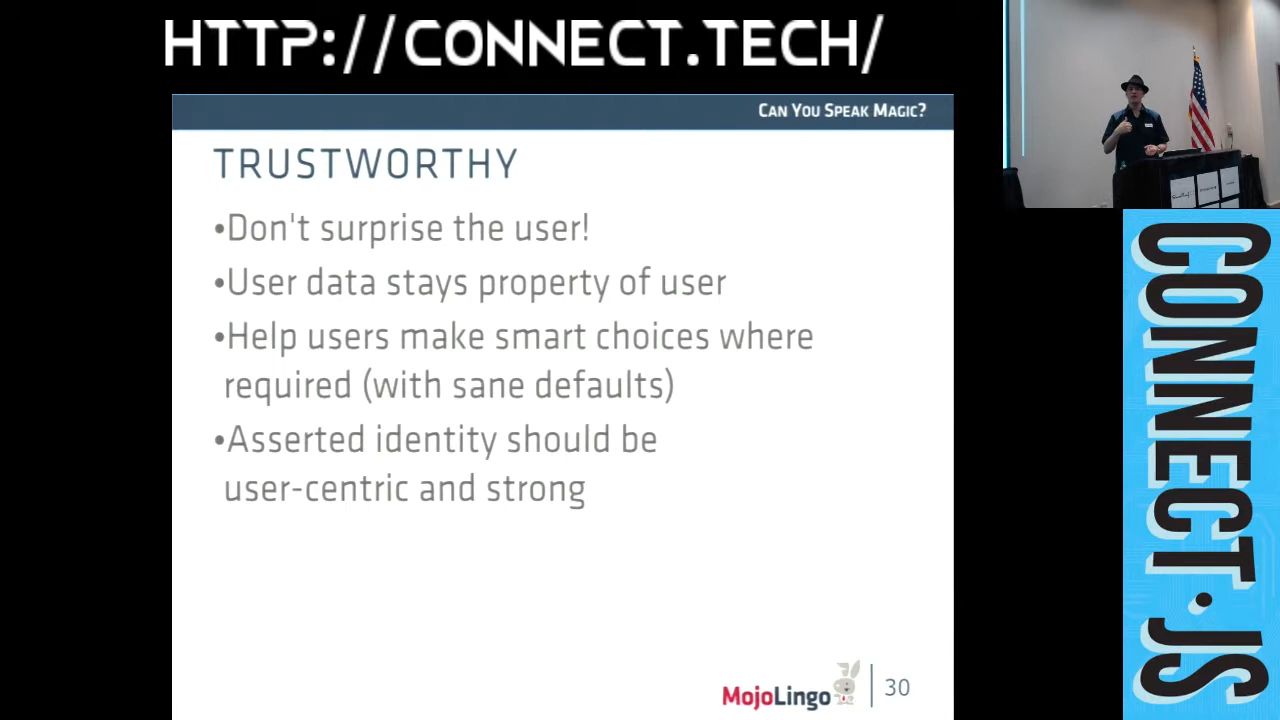 HTTP://CONNECT.TECH/
CAN YOU SPEAK MAGIC?
TRUSTWORTHY
•Don't surprise the user!
•User data stays property of user
•Help users make smart choices where
required (with sane defaults)
•Asserted identity should be
user-centric and strong
MojoLingo
30
CONNECT.JS